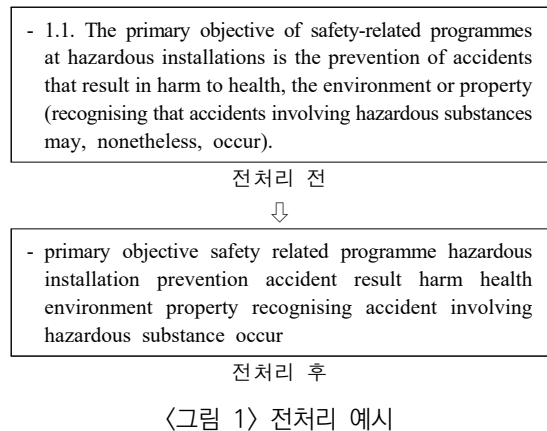 - 1.1. The primary objective of safety-related programmes
at hazardous installations is the prevention of accidents
that result in harm to health, the environment or property
(recognising that accidents involving hazardous substances
may, nonetheless, occur).
전처리 전
⇩
- primary objective safety related programme hazardous
installation prevention accident result harm health
environment property recognising accident involving
hazardous substance occur
전처리 후
〈그림 1〉 전처리 예시